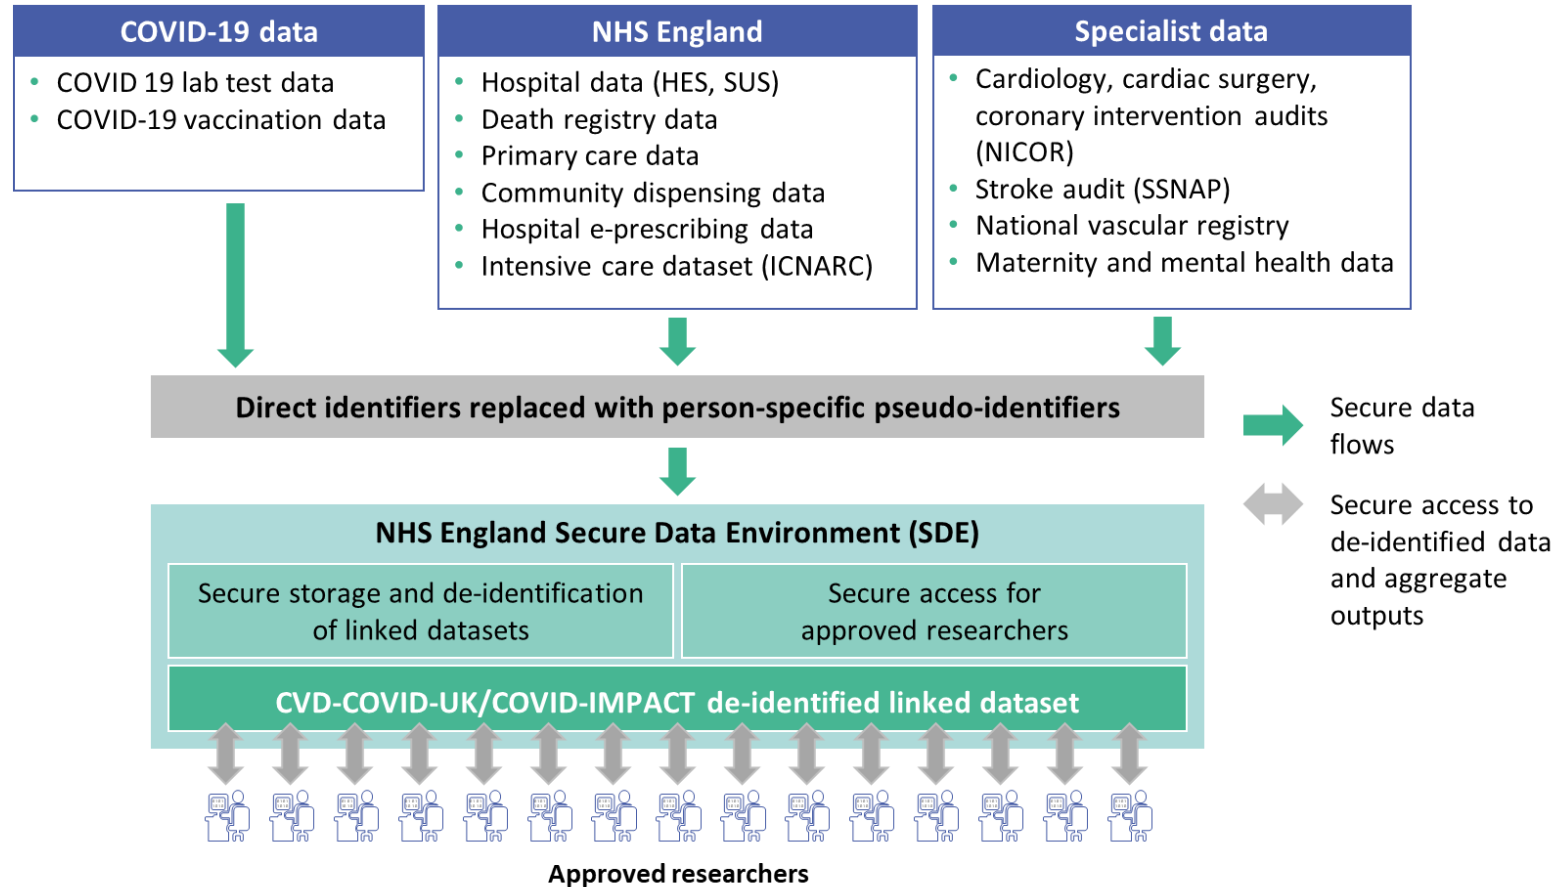 COVID-19 data
• COVID 19 lab test data
• COVID-19 vaccination data
NHS England
• Hospital data (HES, SUS)
• Death registry data
• Primary care data
• Community dispensing data
• Hospital e-prescribing data
• Intensive care dataset (ICNARC)
Specialist data
• Cardiology, cardiac surgery,
coronary intervention audits
(NICOR)
• Stroke audit (SSNAP)
• National vascular registry
• Maternity and mental health data
Direct identifiers replaced with person-specific pseudo-identifiers
Secure data
flows
Secure access to
de-identified data
and aggregate
outputs
NHS England Secure Data Environment (SDE)
Secure storage and de-identification
of linked datasets
Secure access for
approved researchers
CVD-COVID-UK/COVID-IMPACT de-identified linked dataset
Approved researchers